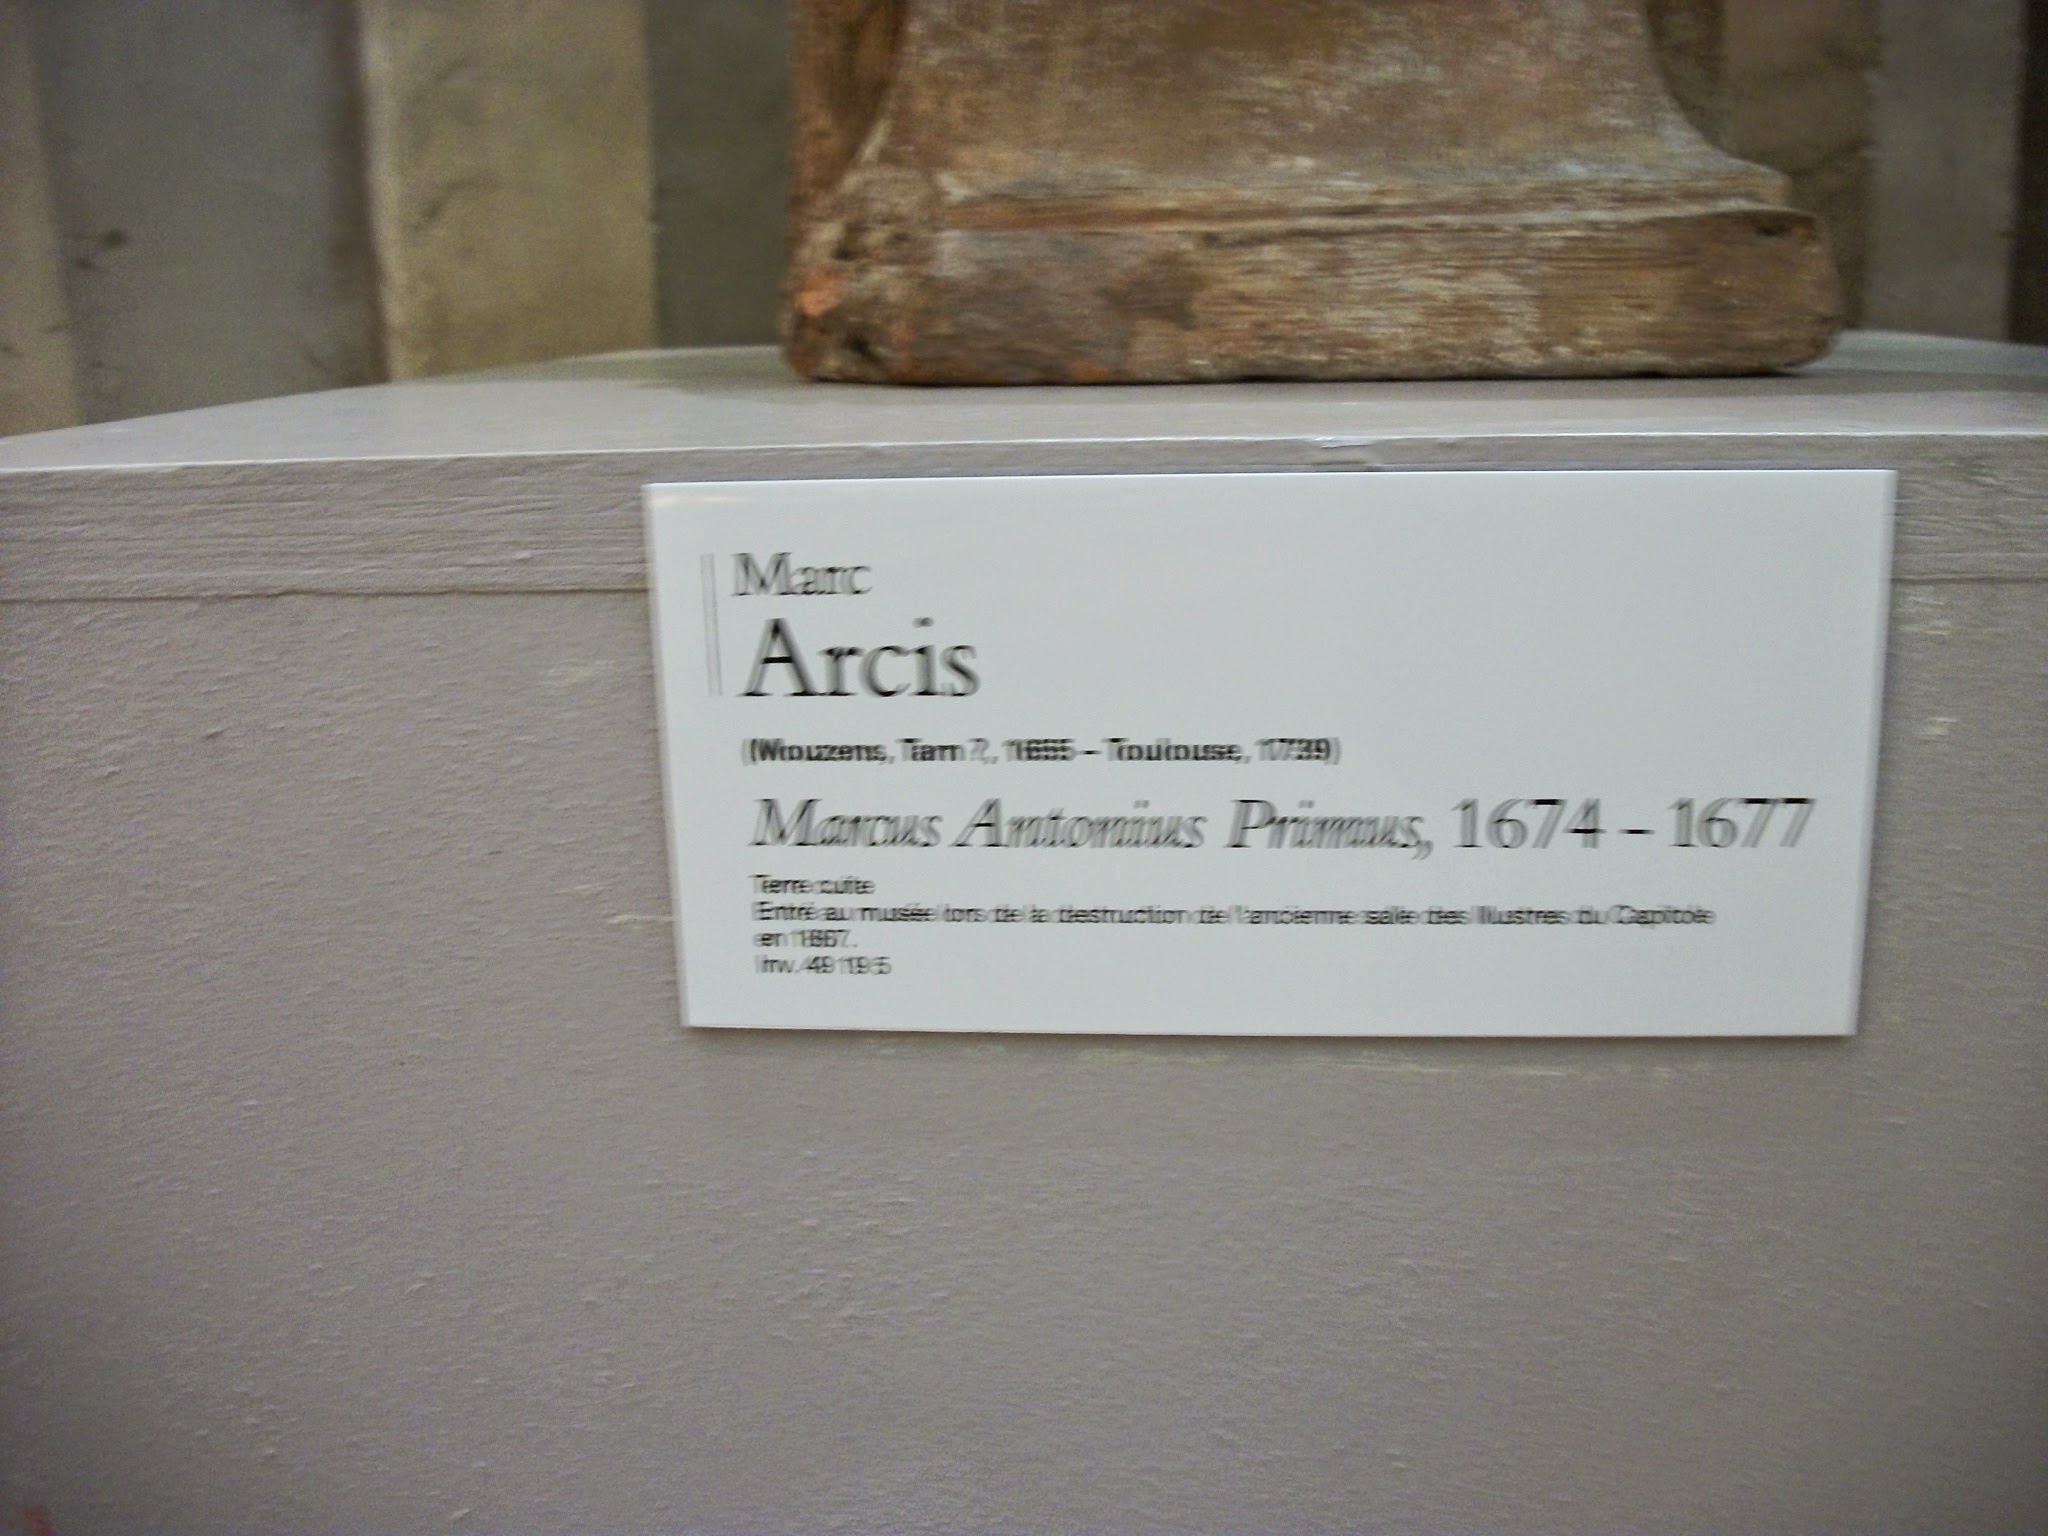 Marc
Arcis
(Mouzens, Tarn ?, 1655 – Toulouse, 1739)
Marcus Antonius Primus, 1674 – 1677
Terre cuite
Entré au musée lors de la destruction de l'ancienne salle des Illustres du Capitole
en
Inv. 49 19 5